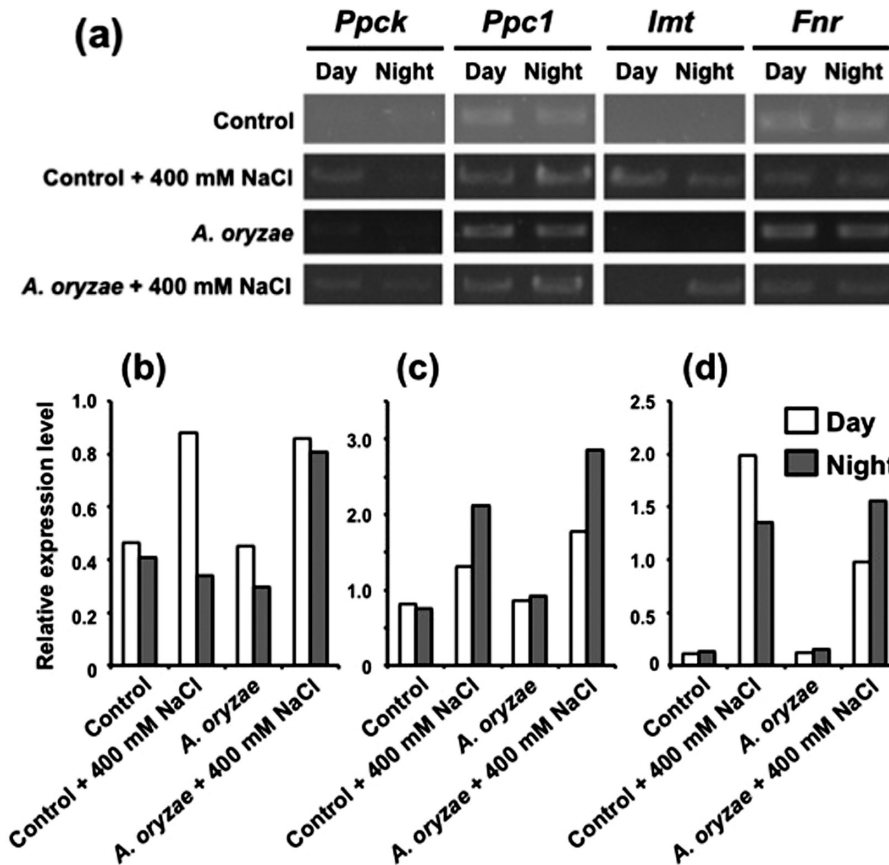 (a)
Ppck Ppc1 Imt Fnr
Day Night Day Night Day Night Day Night
Control
Control + 400 mM NaCl
A. oryzae
A. oryzae + 400 mM NaCl
(b) (c) (d)
Relative expression level
1.0
0.8
0.6
0.4
0.2
0
3.0
2.0
1.0
0
2.5
2.0
1.5
1.0
0.5
0
Day
Night
Control
Control + 400 mM NaCl
A. oryzae
A. oryzae + 400 mM NaCl
Control
Control + 400 mM NaCl
A. oryzae
A. oryzae + 400 mM NaCl
Control
Control + 400 mM NaCl
A. oryzae
A. oryzae + 400 mM NaCl